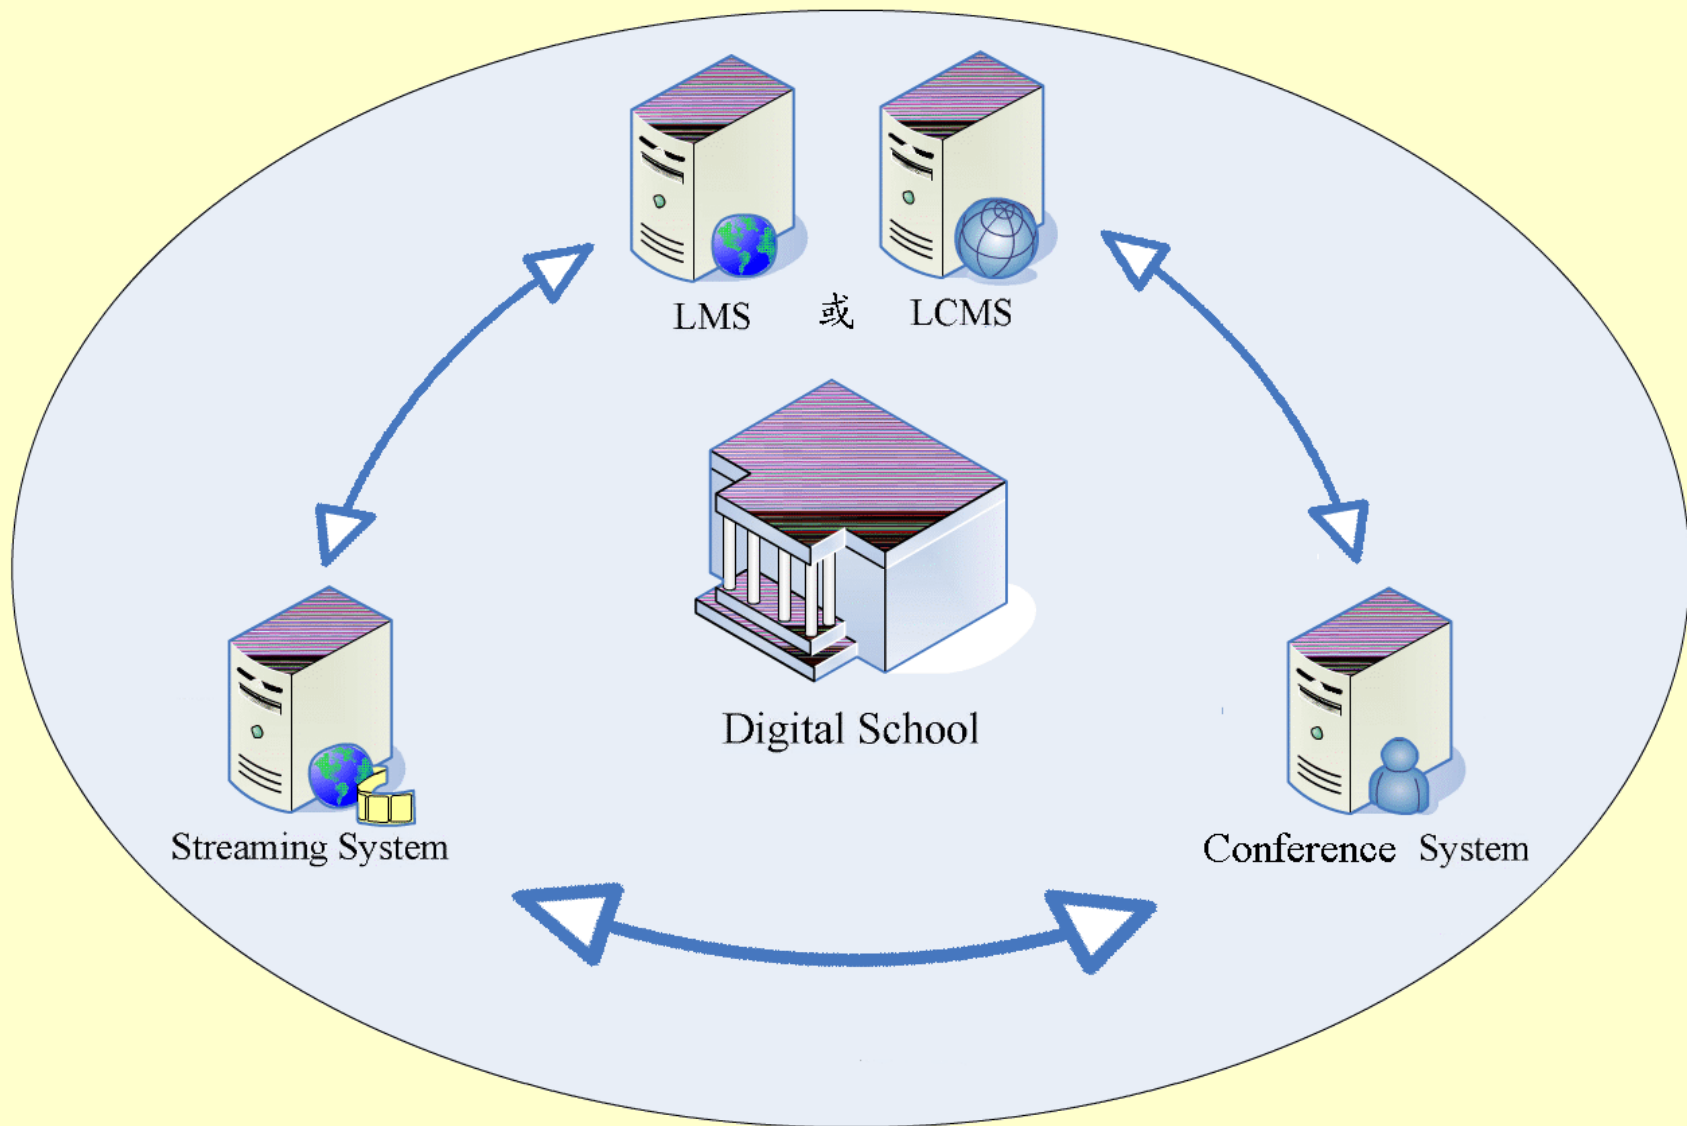 LMS 或 LCMS
Digital School
Streaming System
Conference System